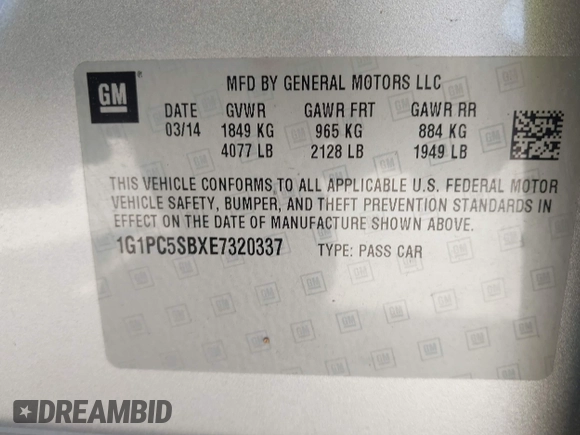 GM
MFD BY GENERAL MOTORS LLC
DATE GVWR GAWR FRT GAWR RR
03/14 1849 KG 965 KG 884 KG
4077 LB 2128 LB 1949 LB
THIS VEHICLE CONFORMS TO ALL APPLICABLE U.S. FEDERAL MOTOR
VEHICLE SAFETY, BUMPER, AND THEFT PREVENTION STANDARDS IN
EFFECT ON THE DATE OF MANUFACTURE SHOWN ABOVE.
1G1PC5SBXE7320337 TYPE: PASS CAR
DREAMBID